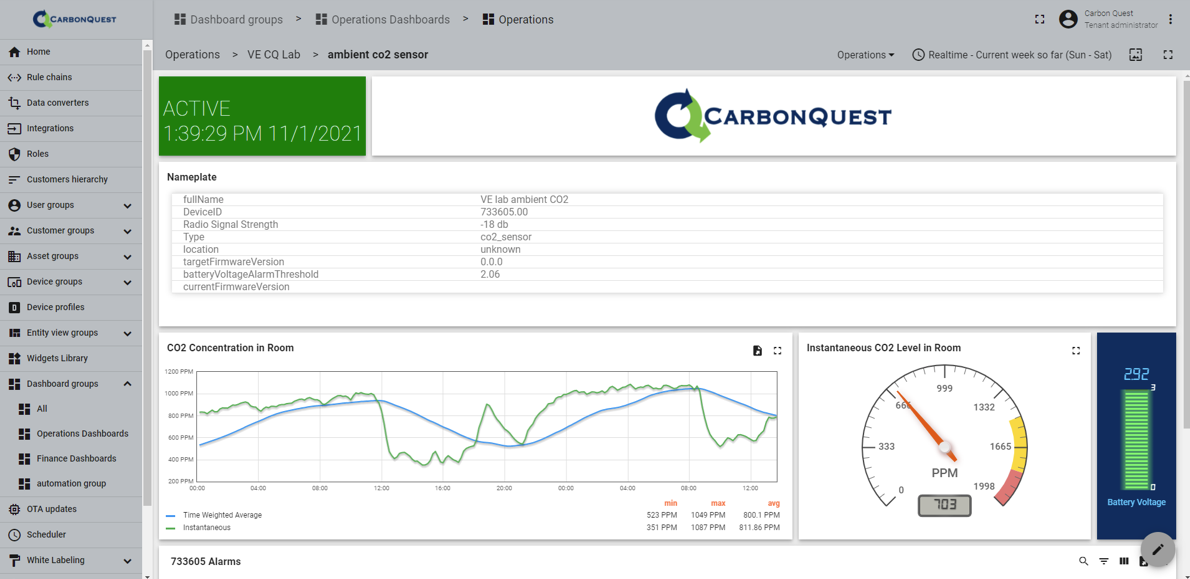 CARBONQUEST
Dashboard groups > Operations Dashboards > Operations
Carbon Quest
Tenant administrator
Home
Rule chains
Data converters
Integrations
Roles
Customers hierarchy
User groups
Customer groups
Asset groups
Device groups
Device profiles
Entity view groups
Widgets Library
Dashboard groups
All
Operations Dashboards
Finance Dashboards
automation group
OTA updates
Scheduler
White Labeling
Operations > VE CQ Lab > ambient co2 sensor
Operations
Realtime - Current week so far (Sun - Sat)
ACTIVE
1:39:29 PM 11/1/2021
CARBONQUEST
Nameplate
fullName VE lab ambient CO2
DeviceID 733605.00
Radio Signal Strength -18 db
Type co2_sensor
location unknown
targetFirmwareVersion 0.0.0
batteryVoltageAlarmThreshold 2.06
currentFirmwareVersion
CO2 Concentration in Room
1200 PPM
1000 PPM
800 PPM
600 PPM
400 PPM
200 PPM
00:00 04:00 08:00 12:00 16:00 20:00 00:00 04:00 08:00 12:00
min max avg
Time Weighted Average 523 PPM 1049 PPM 800.1 PPM
Instantaneous 351 PPM 1087 PPM 811.86 PPM
Instantaneous CO2 Level in Room
0
333
666
999
1332
1665
1998
PPM
703
2.92
3
0
Battery Voltage
733605 Alarms